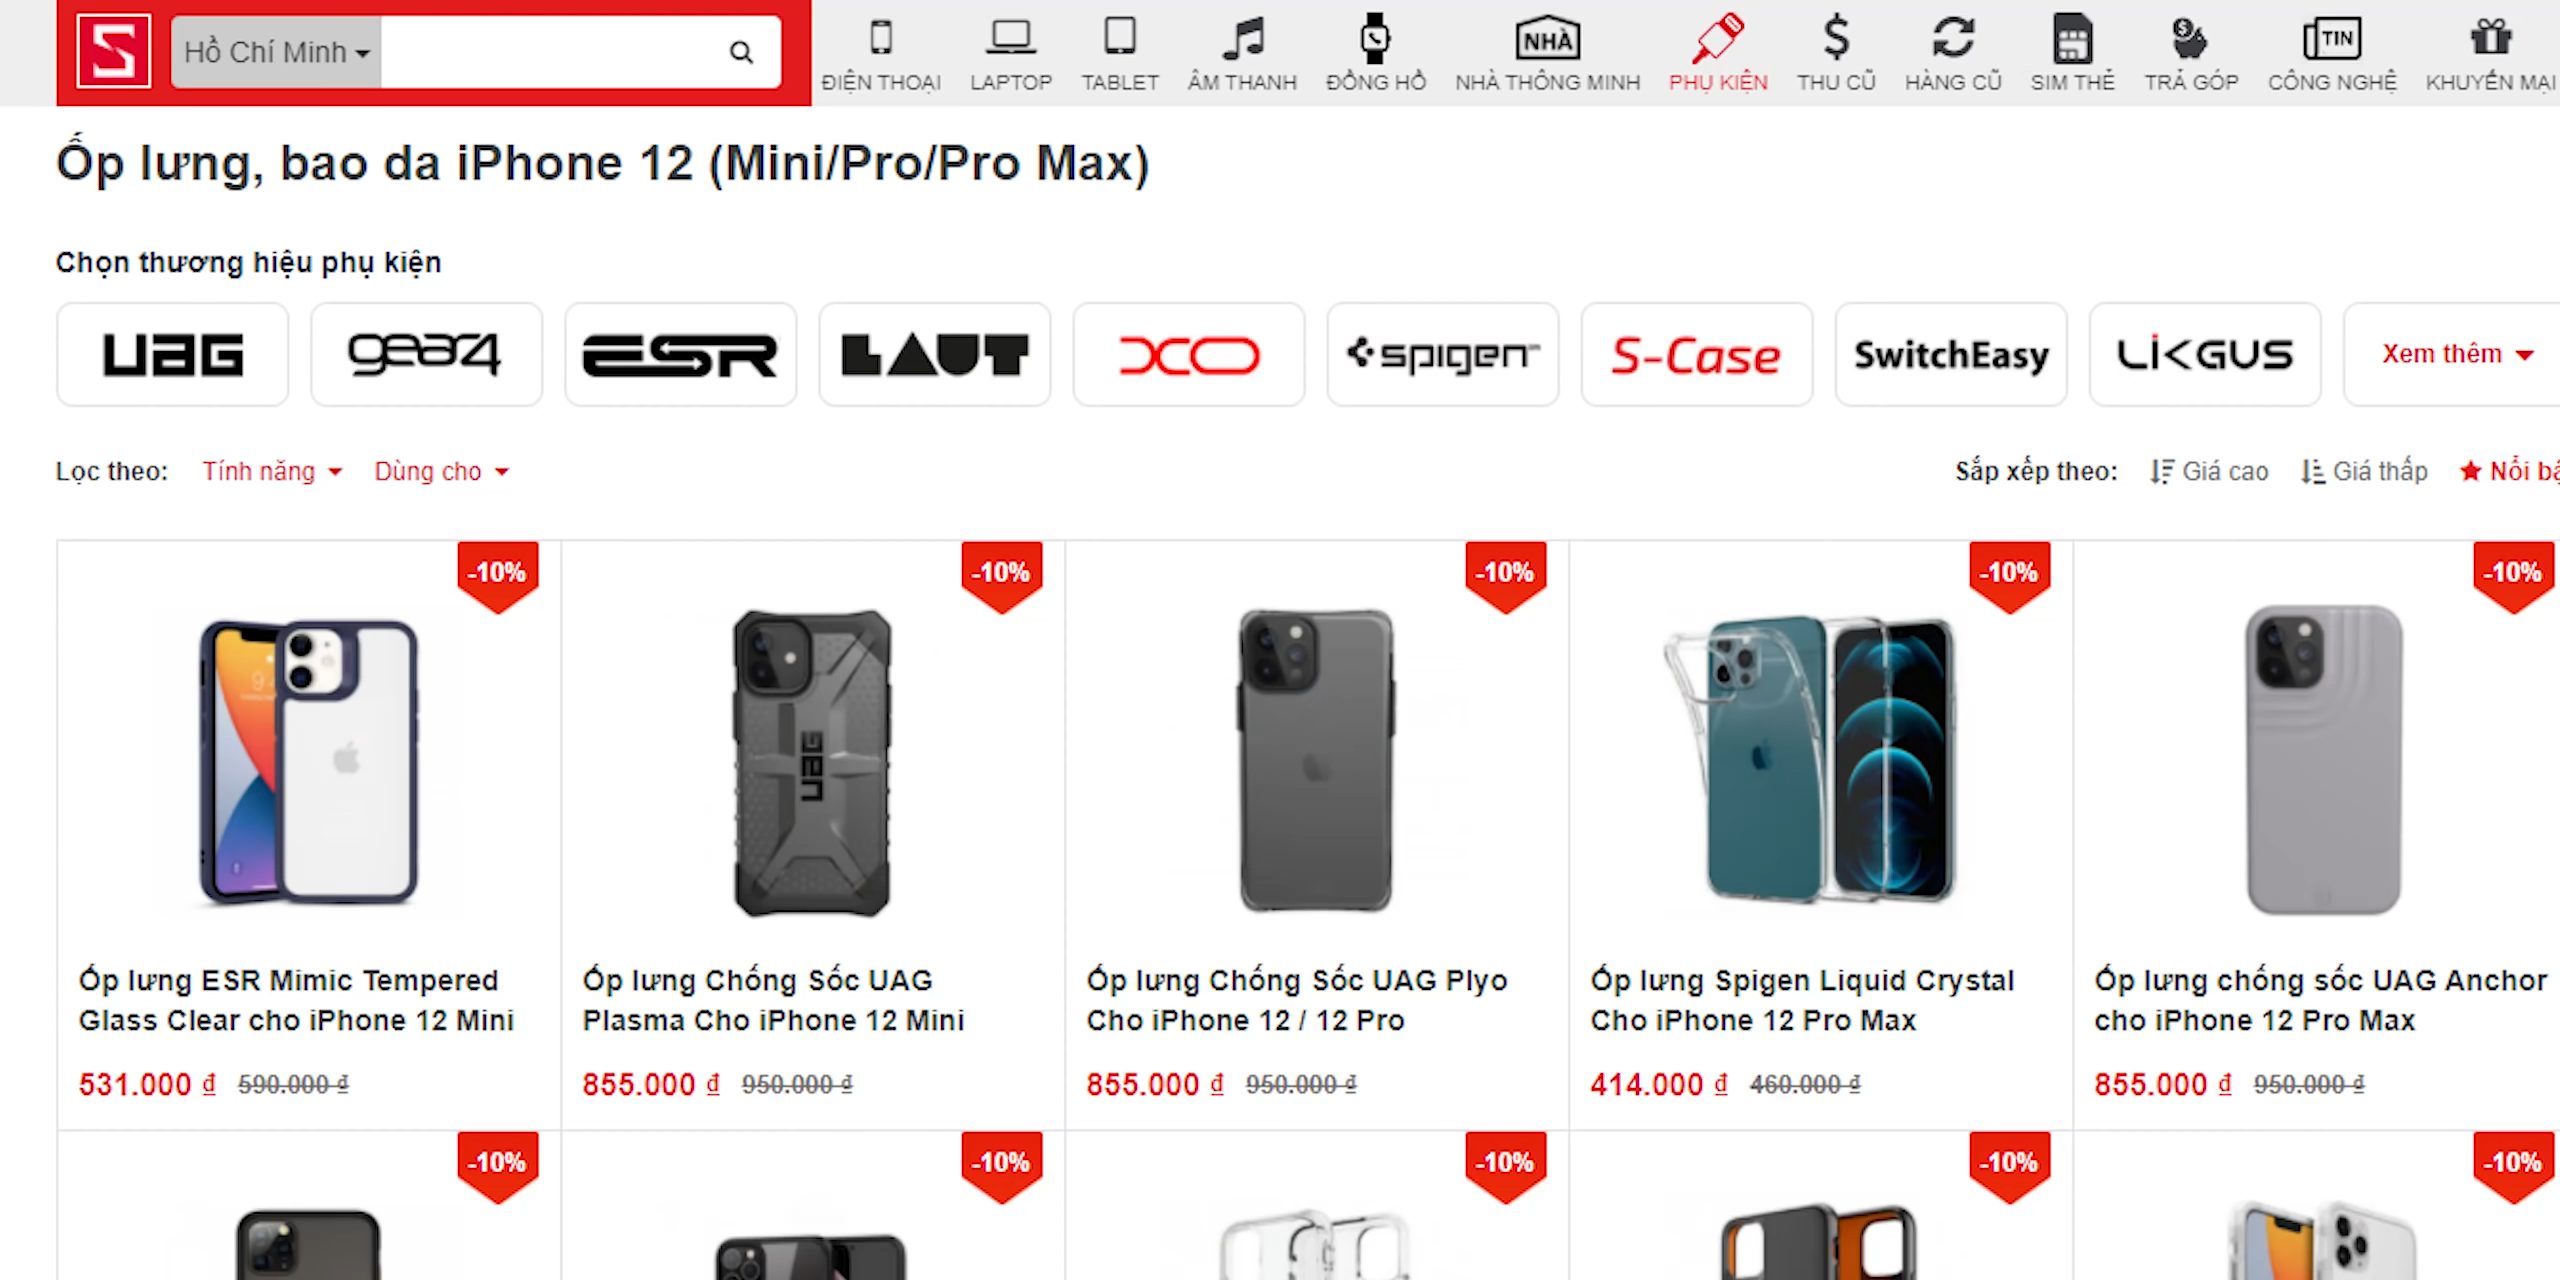 Hồ Chí Minh
ĐIỆN THOẠI
LAPTOP
TABLET
ÂM THANH
ĐỒNG HỒ
NHÀ
NHÀ THÔNG MINH
PHỤ KIỆN
THU CŨ
HÀNG CŨ
SIM THẺ
TRẢ GÓP
TIN
CÔNG NGHỆ
KHUYẾN MẠI
Ốp lưng, bao da iPhone 12 (Mini/Pro/Pro Max)
Chọn thương hiệu phụ kiện
UAG
gear4
ESR
LAUT
XO
spigen
S-Case
SwitchEasy
LIKGUS
Xem thêm
Lọc theo: Tính năng Dùng cho
Sắp xếp theo: Giá cao Giá thấp Nổi
-10%
-10%
-10%
-10%
-10%
UAG
Ốp lưng ESR Mimic Tempered
Glass Clear cho iPhone 12 Mini
531.000 ₫ 590.000 ₫
Ốp lưng Chống Sốc UAG
Plasma Cho iPhone 12 Mini
855.000 ₫ 950.000 ₫
Ốp lưng Chống Sốc UAG Plyo
Cho iPhone 12 / 12 Pro
855.000 ₫ 950.000 ₫
Ốp lưng Spigen Liquid Crystal
Cho iPhone 12 Pro Max
414.000 ₫ 460.000 ₫
Ốp lưng chống sốc UAG Anchor
cho iPhone 12 Pro Max
855.000 ₫ 950.000 ₫
-10%
-10%
-10%
-10%
-10%